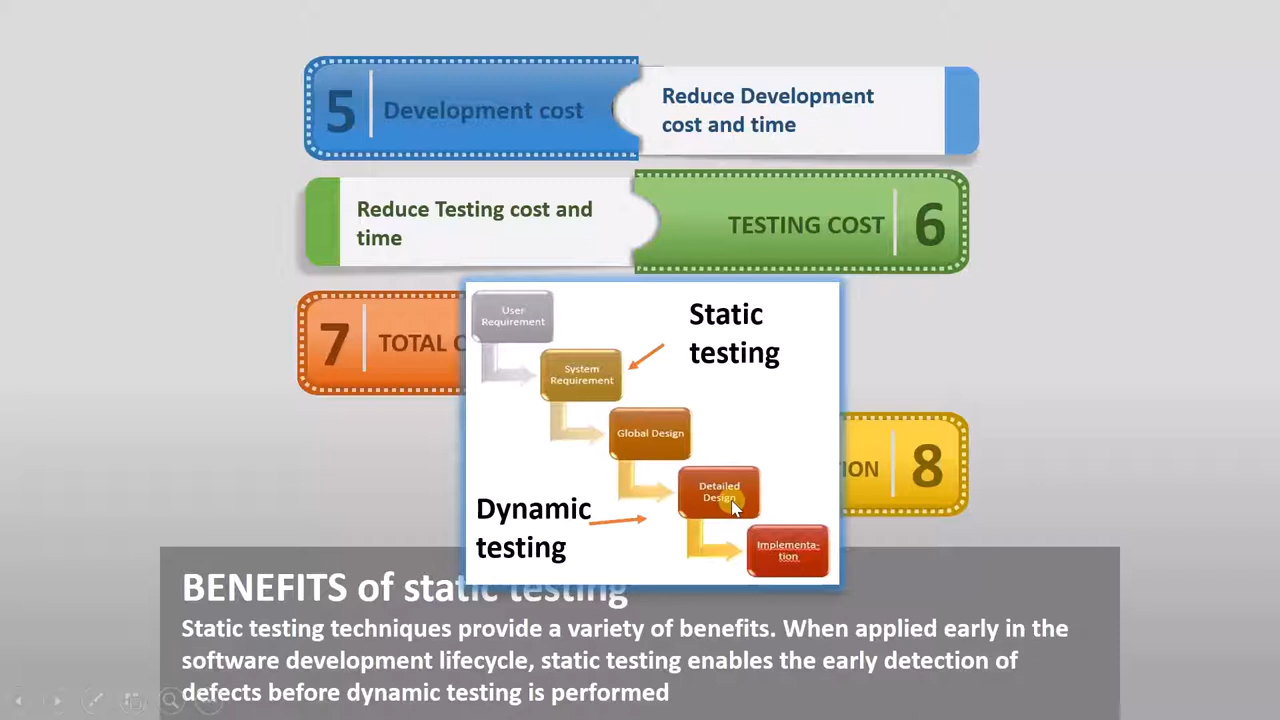 5
Development cost
Reduce Development
cost and time
Reduce Testing cost and
time
TESTING COST
6
7
TOTAL
8
User
Requirement
System
Requirement
Global Design
Detailed
Design
Implementa-
tion
Static
testing
Dynamic
testing
BENEFITS of static testing
Static testing techniques provide a variety of benefits. When applied early in the
software development lifecycle, static testing enables the early detection of
defects before dynamic testing is performed